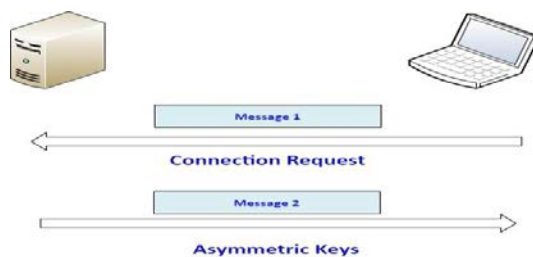 Message 1
Connection Request
Message 2
Asymmetric Keys